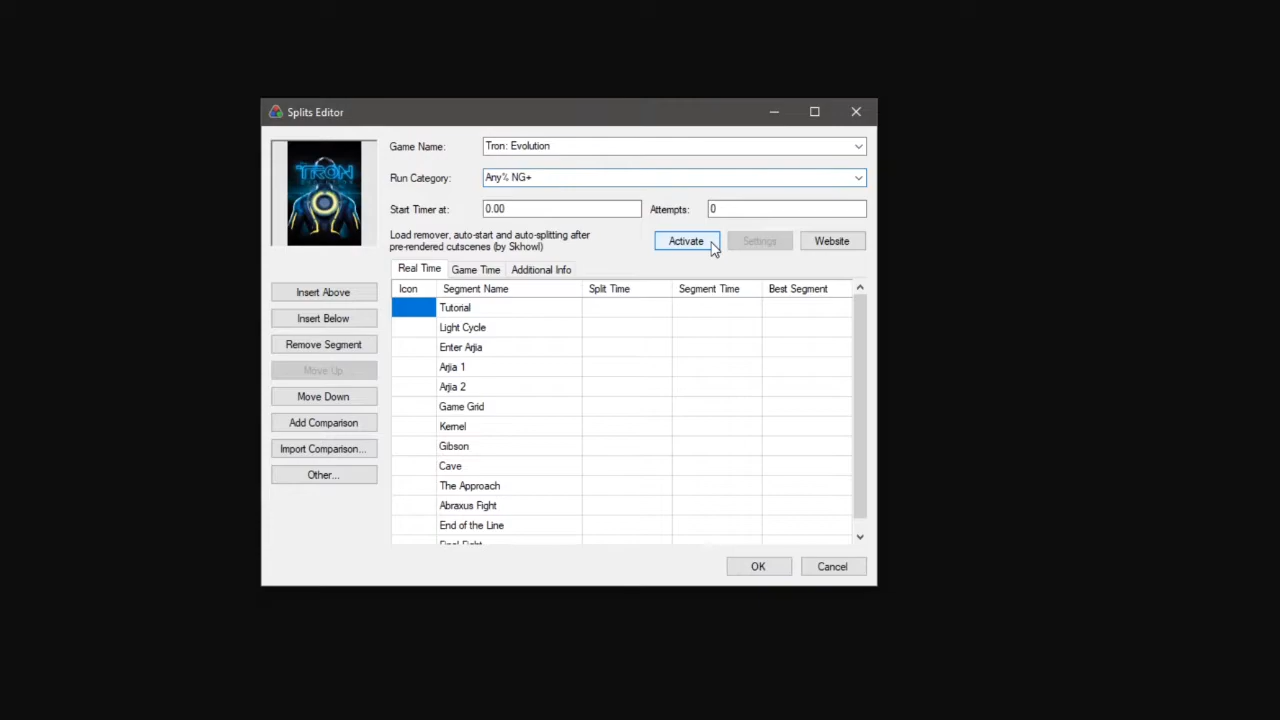 Splits Editor
TRON
Game Name:
Tron: Evolution
Run Category:
Any% NG+
Start Timer at:
0.00
Attempts:
0
Load remover, auto-start and auto-splitting after
pre-rendered cutscenes (by Skhowl)
Activate
Settings
Website
Real Time
Game Time
Additional Info
Insert Above
Insert Below
Remove Segment
Move Up
Move Down
Add Comparison
Import Comparison...
Other...
Icon
Segment Name
Split Time
Segment Time
Best Segment
Tutorial
Light Cycle
Enter Arjia
Arjia 1
Arjia 2
Game Grid
Kernel
Gibson
Cave
The Approach
Abraxus Fight
End of the Line
Final Fight
OK
Cancel